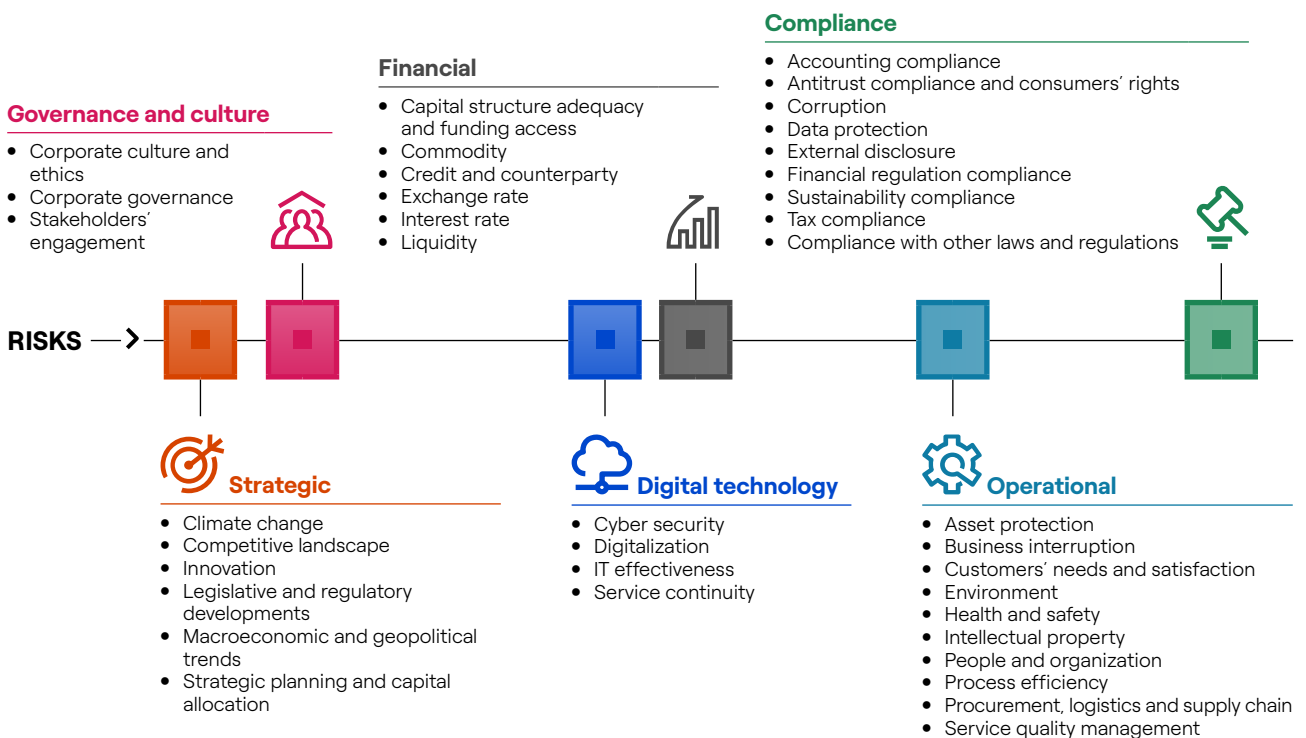 Compliance
• Accounting compliance
• Antitrust compliance and consumers’ rights
• Corruption
• Data protection
• External disclosure
• Financial regulation compliance
• Sustainability compliance
• Tax compliance
• Compliance with other laws and regulations
Financial
• Capital structure adequacy
and funding access
• Commodity
• Credit and counterparty
• Exchange rate
• Interest rate
• Liquidity
Governance and culture
• Corporate culture and
ethics
• Corporate governance
• Stakeholders’
engagement
RISKS
Strategic
• Climate change
• Competitive landscape
• Innovation
• Legislative and regulatory
developments
• Macroeconomic and geopolitical
trends
• Strategic planning and capital
allocation
Digital technology
• Cyber security
• Digitalization
• IT effectiveness
• Service continuity
Operational
• Asset protection
• Business interruption
• Customers’ needs and satisfaction
• Environment
• Health and safety
• Intellectual property
• People and organization
• Process efficiency
• Procurement, logistics and supply chain
• Service quality management